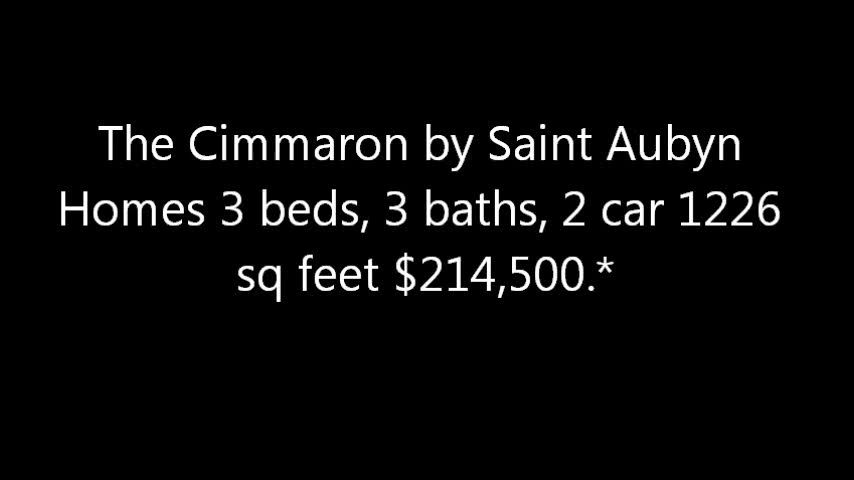 The Cimmaron by Saint Aubyn
Homes 3 beds, 3 baths, 2 car 1226
sq feet $214,500.*